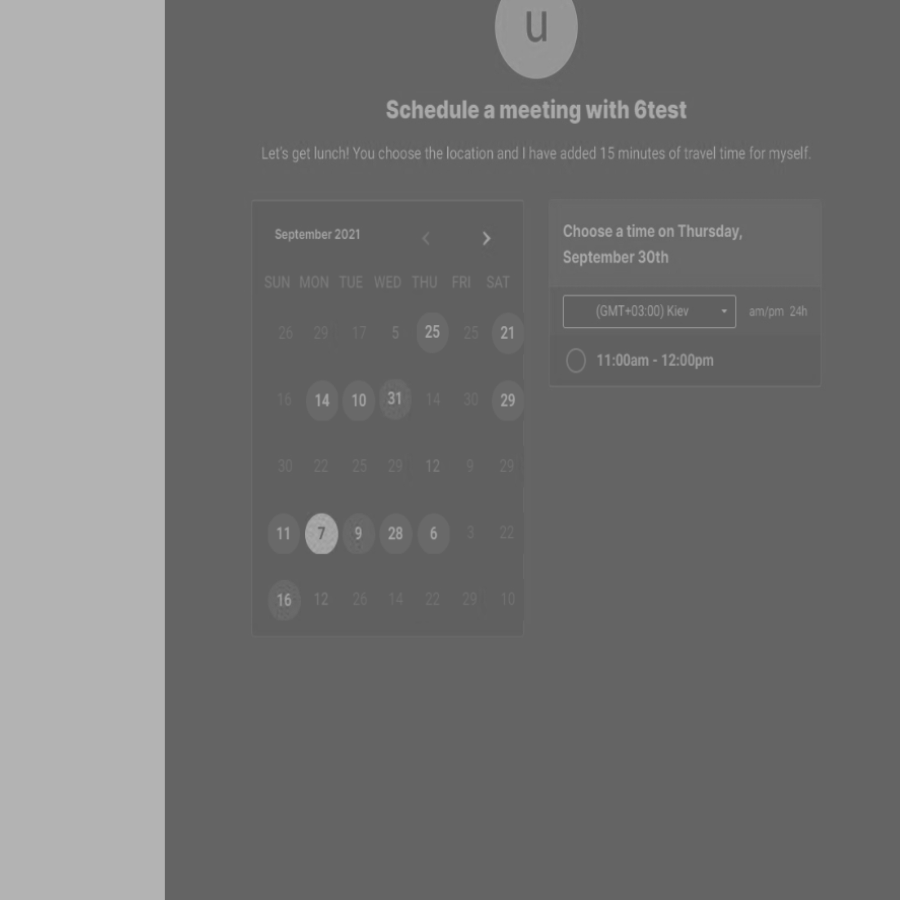 u
Schedule a meeting with 6test
Let's get lunch! You choose the location and I have added 15 minutes of travel time for myself.
September 2021
SUN MON TUE WED THU FRI SAT
26 29 17 5 25 25 21
16 14 10 31 14 30 29
30 22 25 29 12 9 29
11 7 9 28 6 3 22
16 12 26 14 22 29 10
Choose a time on Thursday,
September 30th
(GMT+03:00) Kiev am/pm 24h
11:00am - 12:00pm